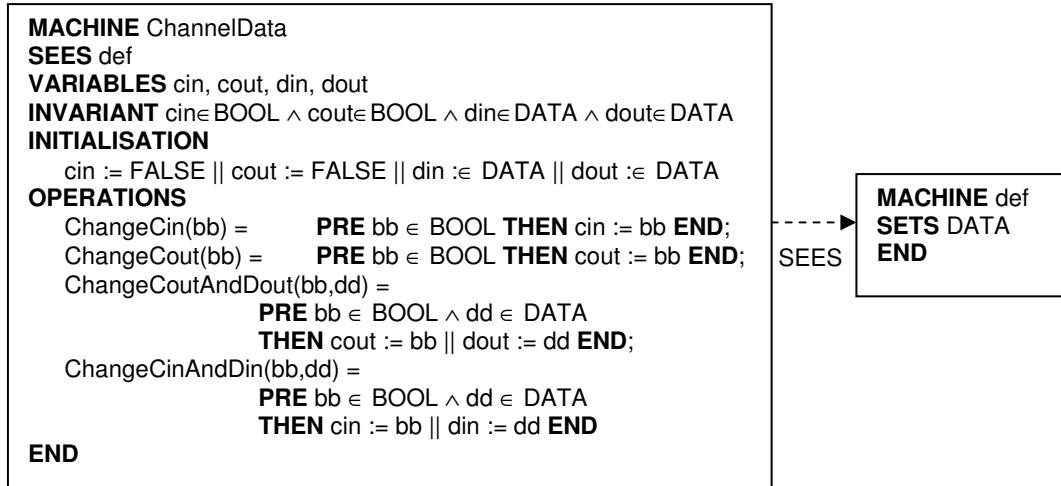 MACHINE ChannelData
SEES def
VARIABLES cin, cout, din, dout
INVARIANT cin∈BOOL ∧ cout∈BOOL ∧ din∈DATA ∧ dout∈DATA
INITIALISATION
cin := FALSE || cout := FALSE || din :∈ DATA || dout :∈ DATA
OPERATIONS
ChangeCin(bb) = PRE bb ∈ BOOL THEN cin := bb END;
ChangeCout(bb) = PRE bb ∈ BOOL THEN cout := bb END;
ChangeCoutAndDout(bb,dd) =
PRE bb ∈ BOOL ∧ dd ∈ DATA
THEN cout := bb || dout := dd END;
ChangeCinAndDin(bb,dd) =
PRE bb ∈ BOOL ∧ dd ∈ DATA
THEN cin := bb || din := dd END
END
SEES
MACHINE def
SETS DATA
END